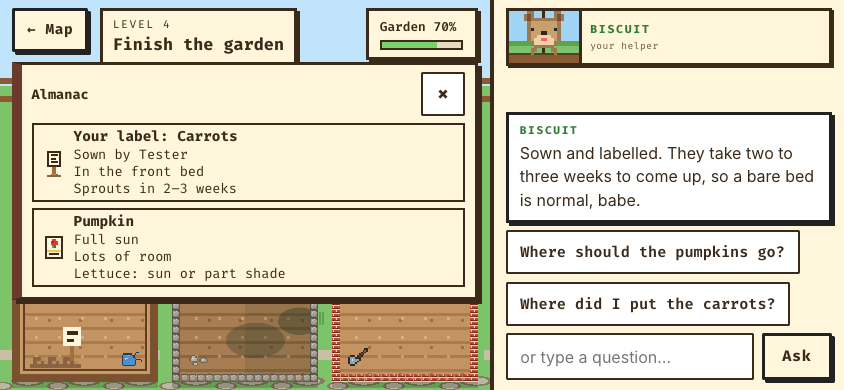 ← Map
LEVEL 4
Finish the garden
Garden 70%
Almanac
×
Your label: Carrots
Sown by Tester
In the front bed
Sprouts in 2–3 weeks
Pumpkin
Full sun
Lots of room
Lettuce: sun or part shade
BISCUIT
your helper
BISCUIT
Sown and labelled. They take two to
three weeks to come up, so a bare bed
is normal, babe.
Where should the pumpkins go?
Where did I put the carrots?
or type a question...
Ask